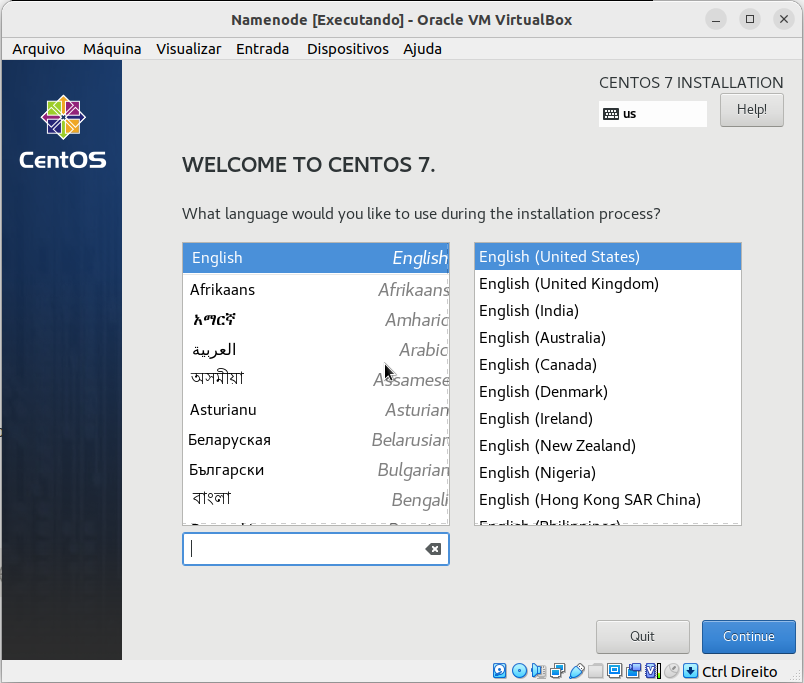 Namenode [Executando] - Oracle VM VirtualBox
Arquivo Máquina Visualizar Entrada Dispositivos Ajuda
CentOS
CENTOS 7 INSTALLATION
us
Help!
WELCOME TO CENTOS 7.
What language would you like to use during the installation process?
English English
Afrikaans Afrikaans
አማርኛ Amharic
العربية Arabic
অসমীয়া Assamese
Asturianu Asturian
Беларуская Belarusian
Български Bulgarian
বাংলা Bengali
English (United States)
English (United Kingdom)
English (India)
English (Australia)
English (Canada)
English (Denmark)
English (Ireland)
English (New Zealand)
English (Nigeria)
English (Hong Kong SAR China)
English (Philippines)
Quit
Continue
Ctrl Direito